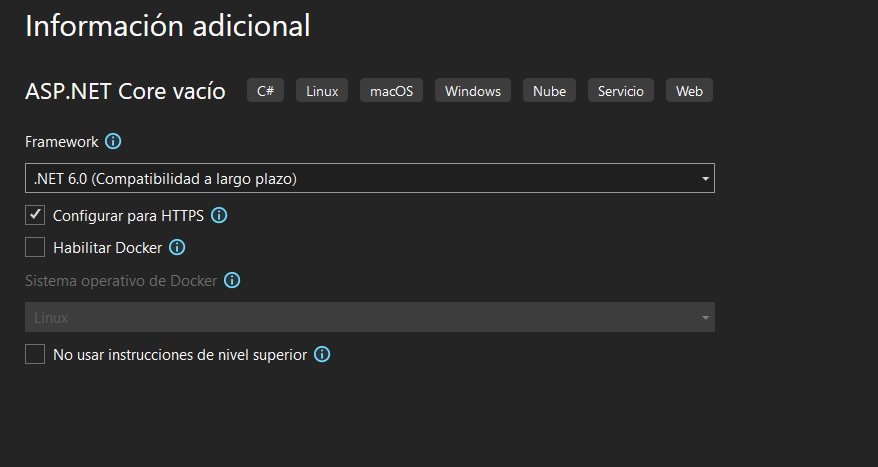 Información adicional
ASP.NET Core vacío C# Linux macOS Windows Nube Servicio Web
Framework
.NET 6.0 (Compatibilidad a largo plazo)
Configurar para HTTPS
Habilitar Docker
Sistema operativo de Docker
Linux
No usar instrucciones de nivel superior